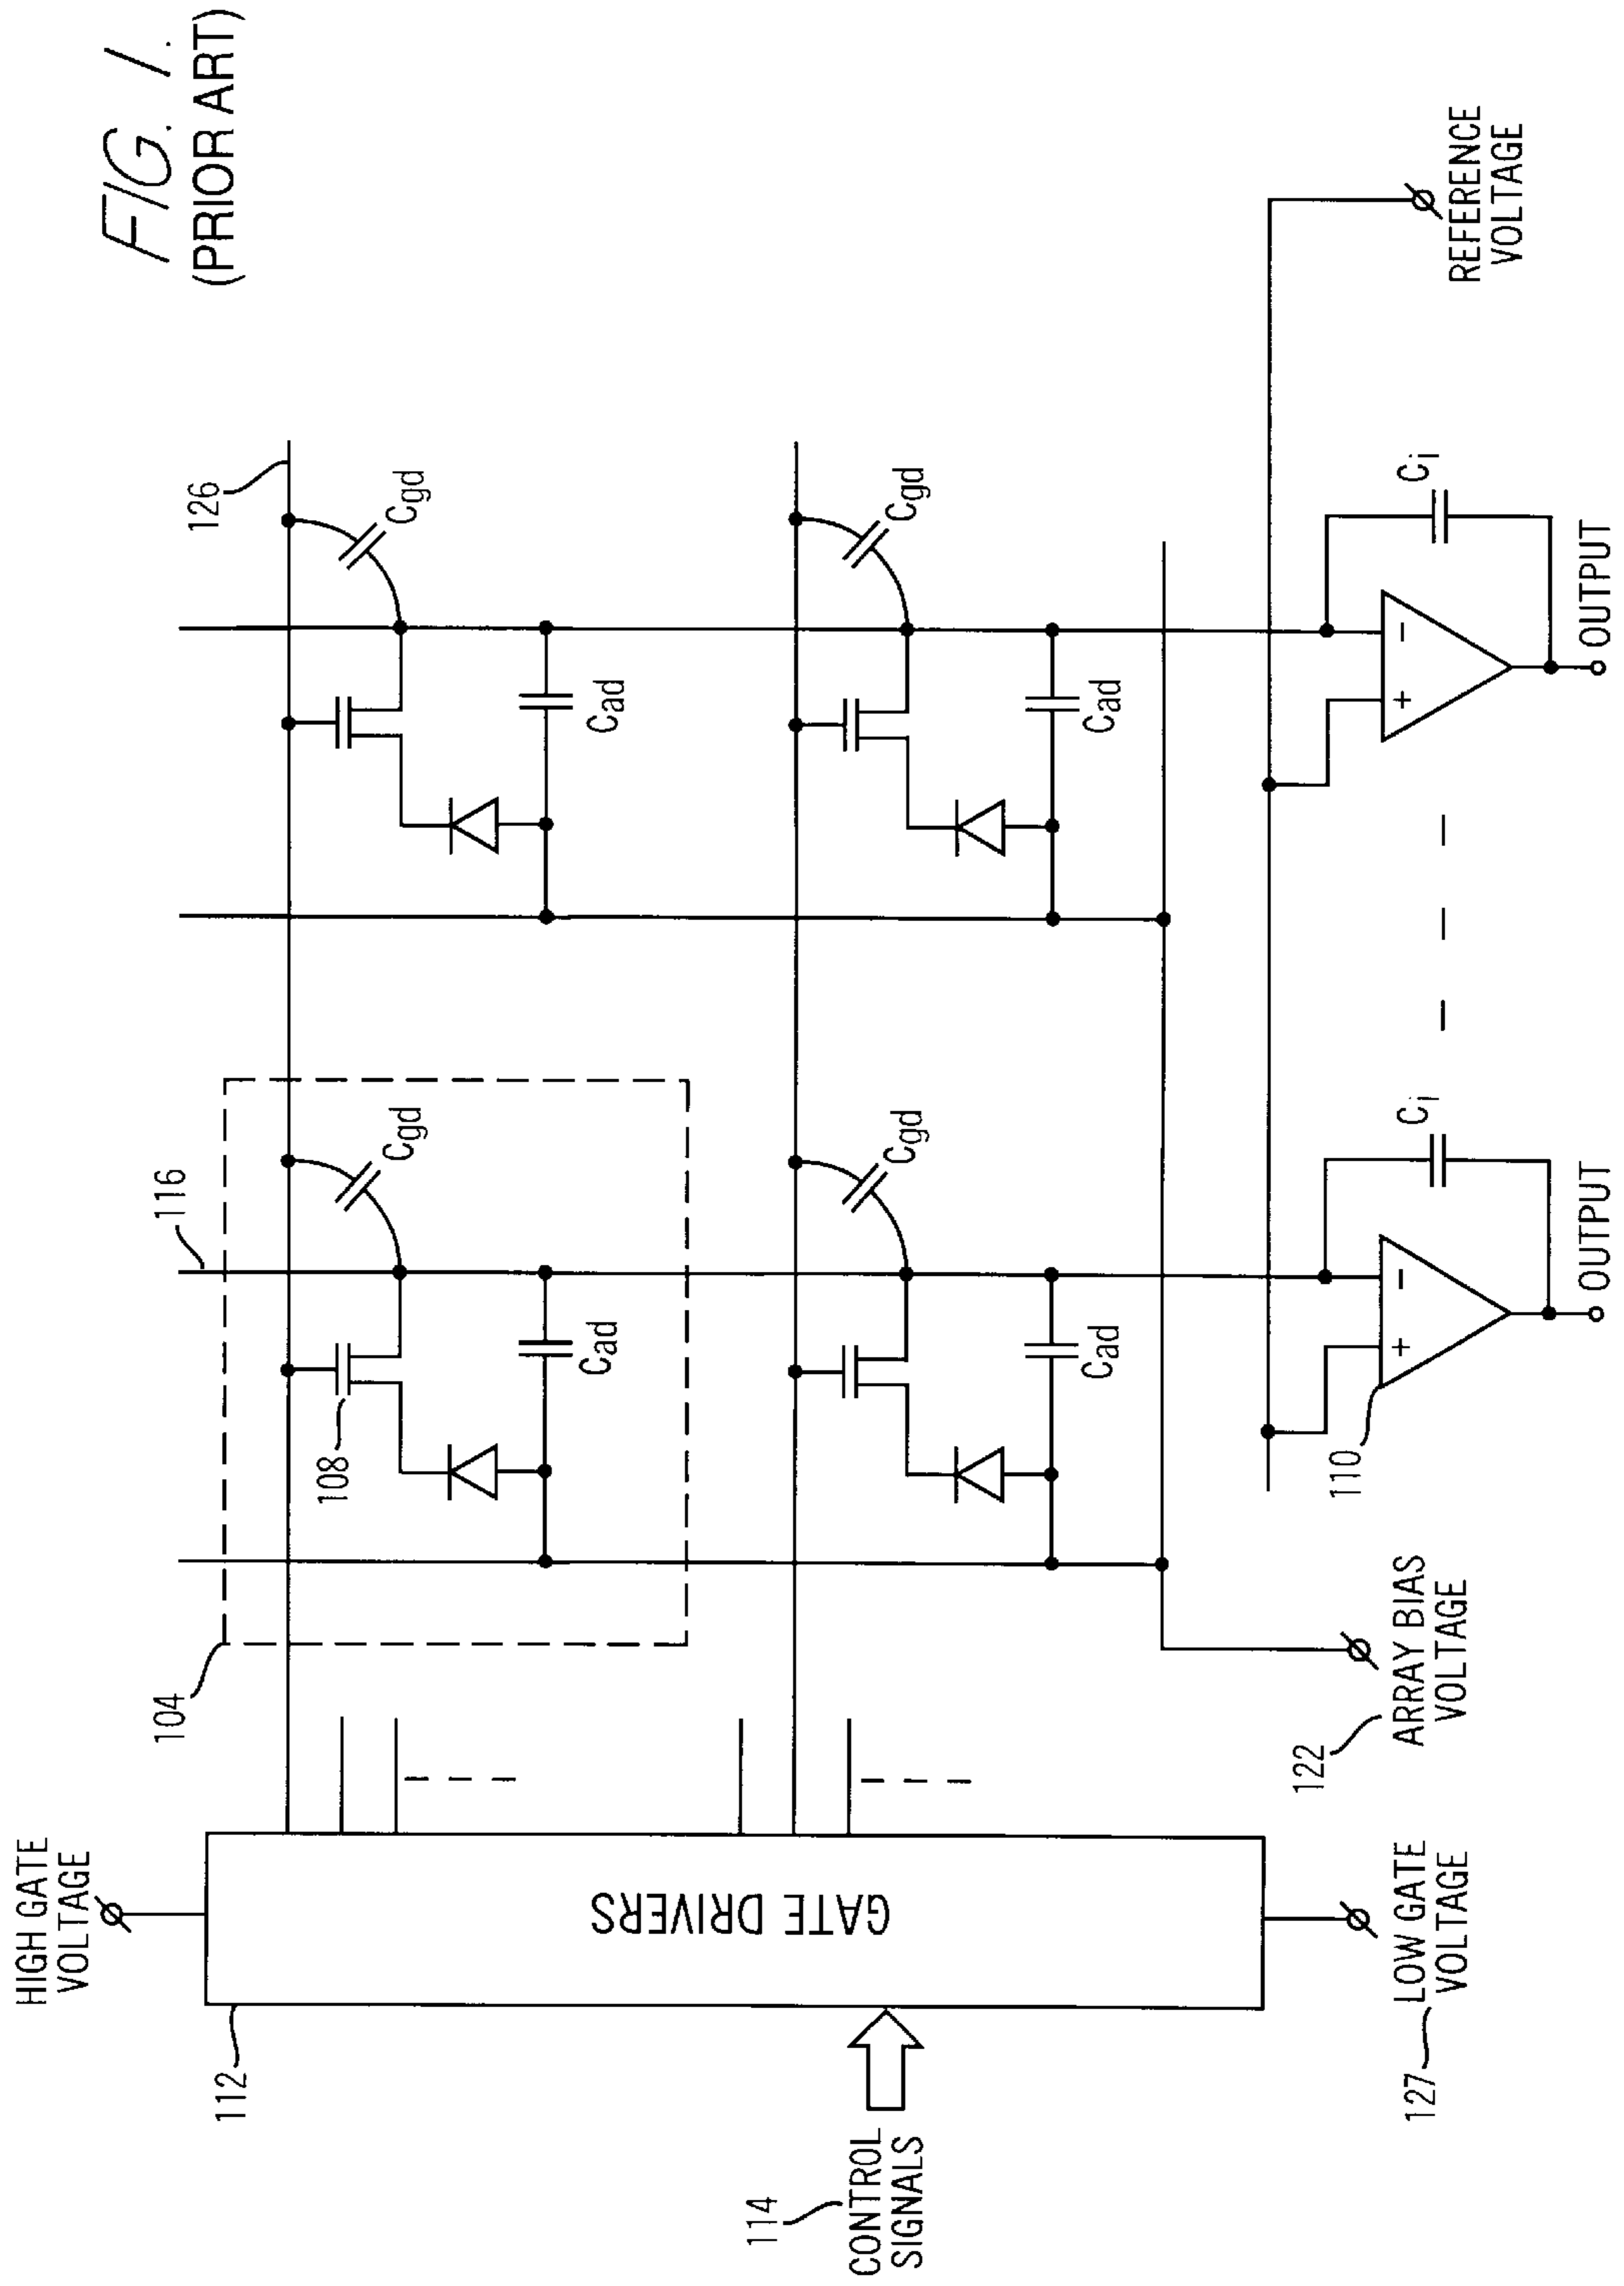 FIG. 1.
(PRIOR ART)
HIGH GATE
VOLTAGE
112
GATE DRIVERS
114
CONTROL
SIGNALS
127
LOW GATE
VOLTAGE
104
108
116
Cgd
Cad
126
Cgd
Cad
Cgd
Cad
Cgd
Cad
122
ARRAY BIAS
VOLTAGE
110
+
−
Ci
OUTPUT
+
−
Ci
OUTPUT
REFERENCE
VOLTAGE